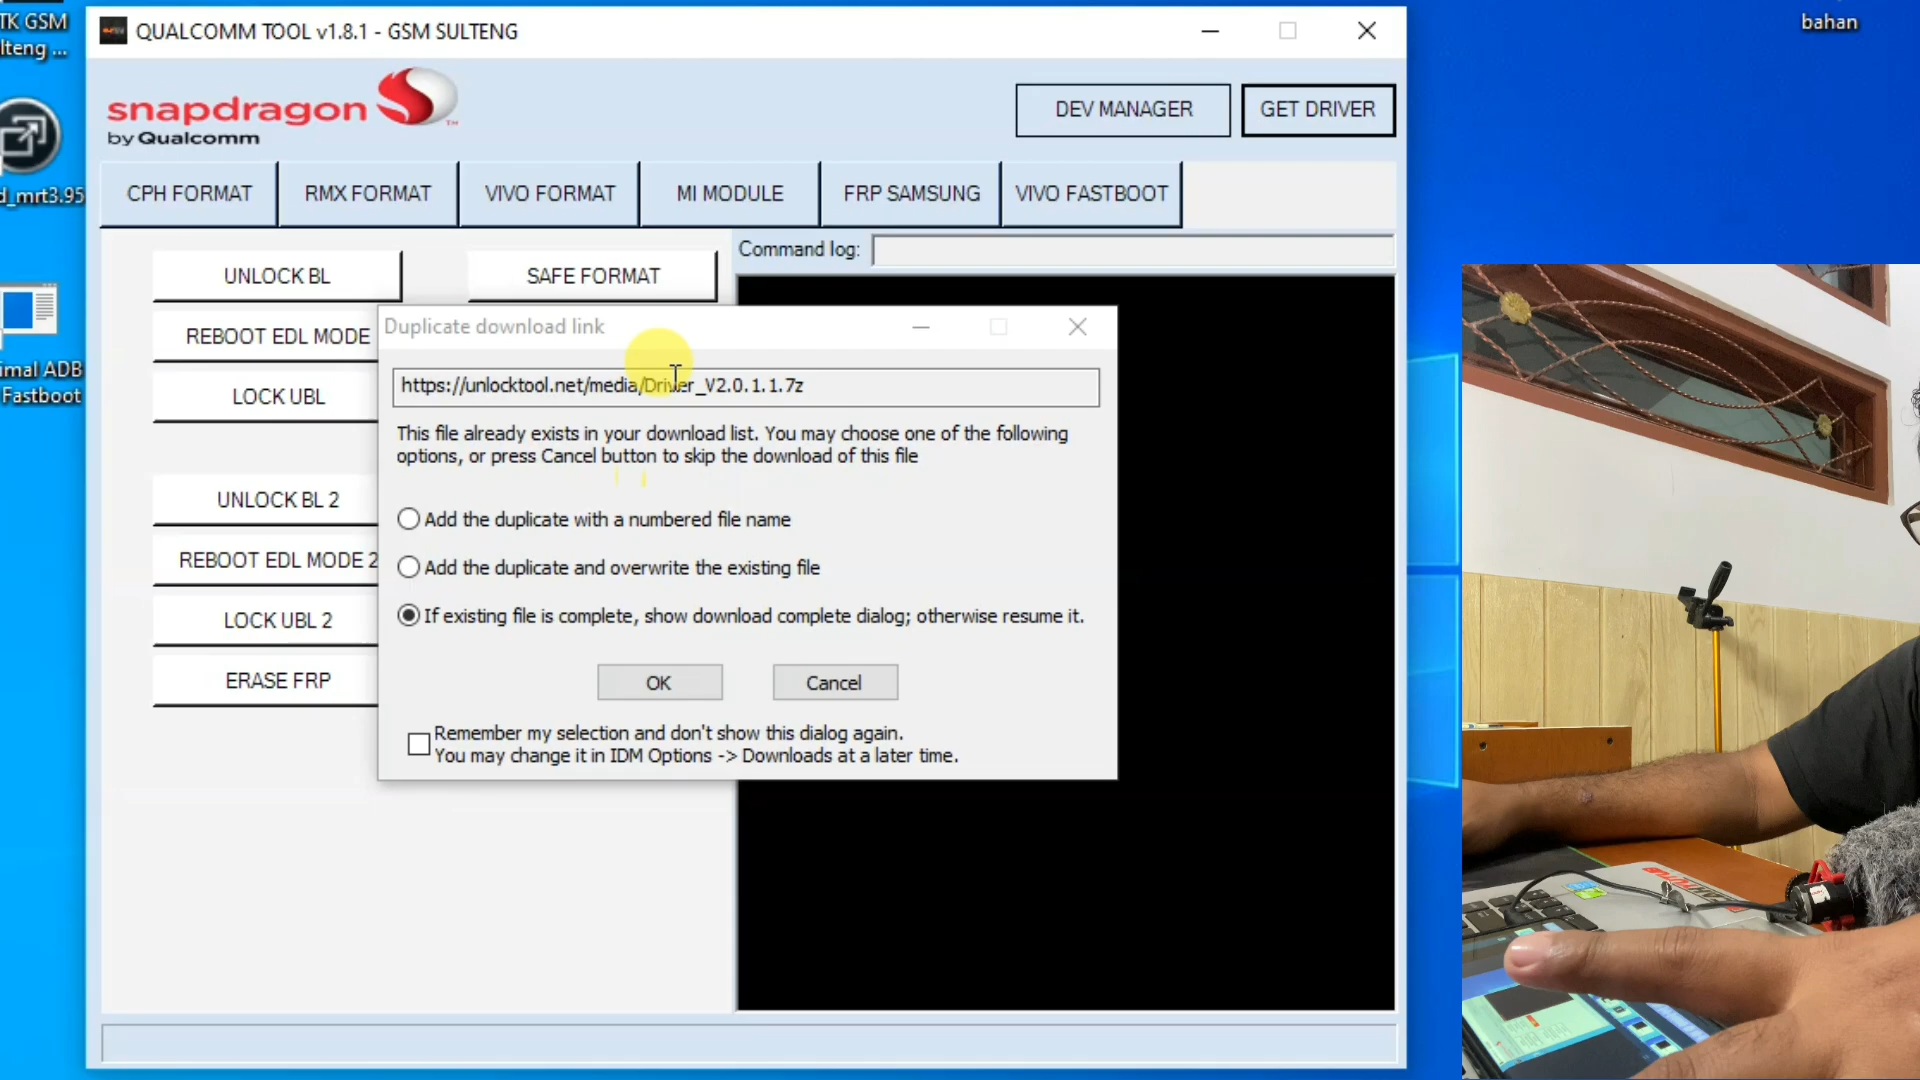 TK GSM
lteng ...
d_mrt3.95
imal ADB
Fastboot
bahan
QUALCOMM TOOL v1.8.1 - GSM SULTENG
snapdragon
by Qualcomm
DEV MANAGER
GET DRIVER
CPH FORMAT
RMX FORMAT
VIVO FORMAT
MI MODULE
FRP SAMSUNG
VIVO FASTBOOT
Command log:
UNLOCK BL
SAFE FORMAT
REBOOT EDL MODE
LOCK UBL
UNLOCK BL 2
REBOOT EDL MODE 2
LOCK UBL 2
ERASE FRP
Duplicate download link
https://unlocktool.net/media/Driver_V2.0.1.1.7z
This file already exists in your download list. You may choose one of the following
options, or press Cancel button to skip the download of this file
Add the duplicate with a numbered file name
Add the duplicate and overwrite the existing file
If existing file is complete, show download complete dialog; otherwise resume it.
OK
Cancel
Remember my selection and don't show this dialog again.
You may change it in IDM Options -> Downloads at a later time.